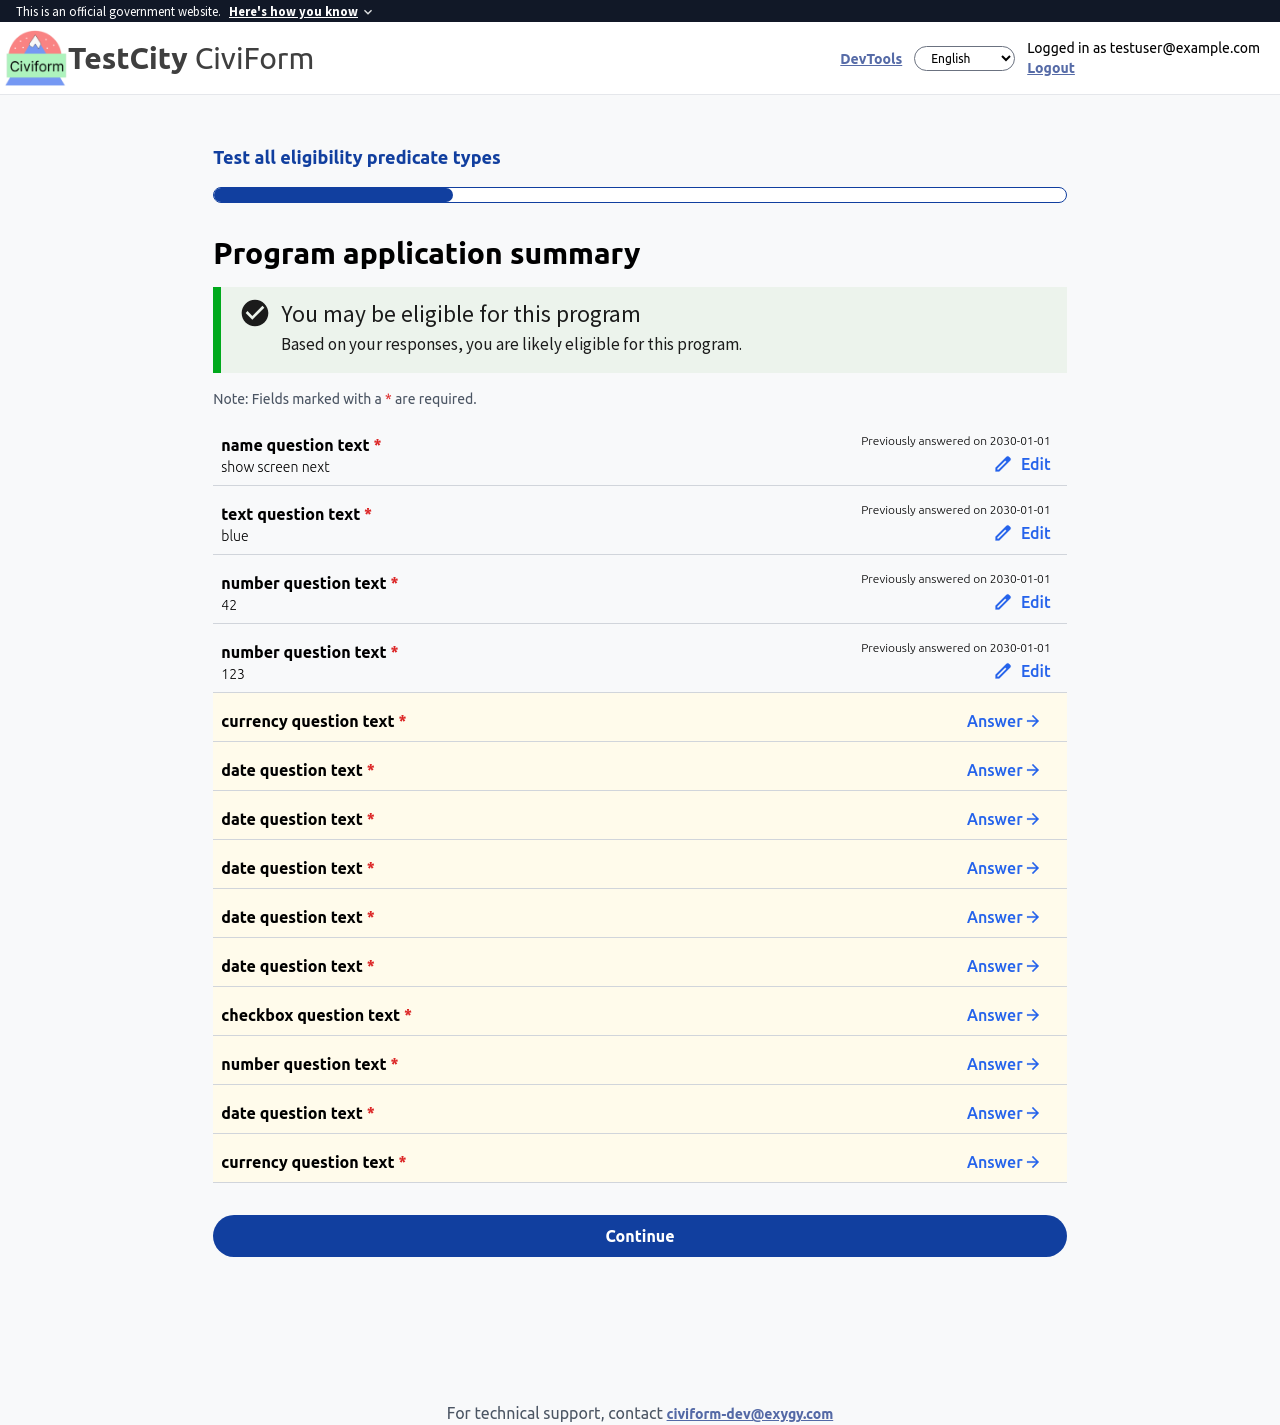 This is an official government website. Here's how you know
Civiform
TestCity CiviForm
DevTools
English
Logged in as testuser@example.com
Logout
Test all eligibility predicate types
Program application summary
You may be eligible for this program
Based on your responses, you are likely eligible for this program.
Note: Fields marked with a * are required.
name question text *
Previously answered on 2030-01-01
show screen next
Edit
text question text *
Previously answered on 2030-01-01
blue
Edit
number question text *
Previously answered on 2030-01-01
42
Edit
number question text *
Previously answered on 2030-01-01
123
Edit
currency question text * Answer
date question text * Answer
date question text * Answer
date question text * Answer
date question text * Answer
date question text * Answer
checkbox question text * Answer
number question text * Answer
date question text * Answer
currency question text * Answer
Continue
For technical support, contact civiform-dev@exygy.com